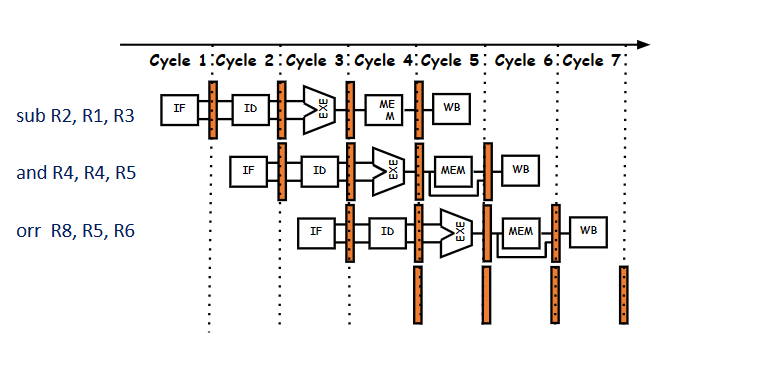 Cycle 1 Cycle 2 Cycle 3 Cycle 4 Cycle 5 Cycle 6 Cycle 7
sub R2, R1, R3 IF ID EXE ME M WB
and R4, R4, R5 IF ID EXE MEM WB
orr R8, R5, R6 IF ID EXE MEM WB